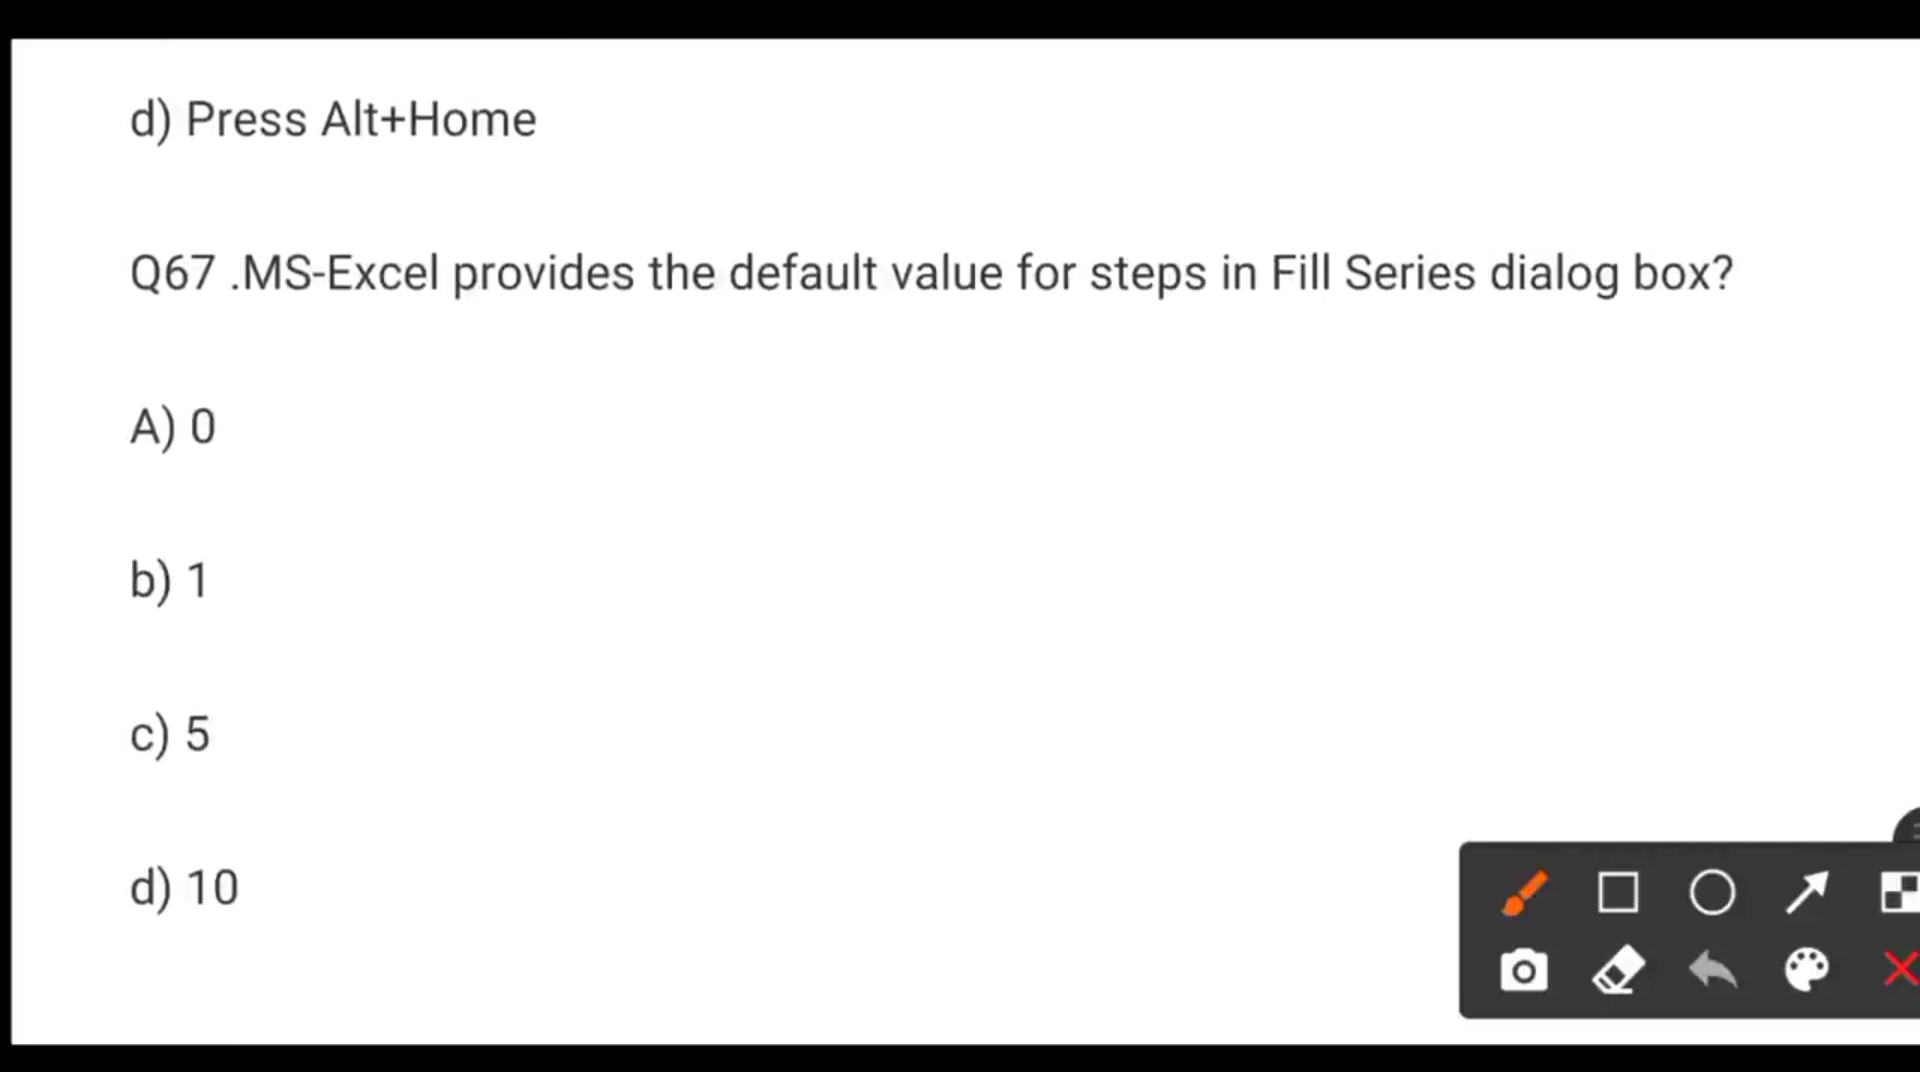 d) Press Alt+Home
Q67 .MS-Excel provides the default value for steps in Fill Series dialog box?
A) 0
b) 1
c) 5
d) 10